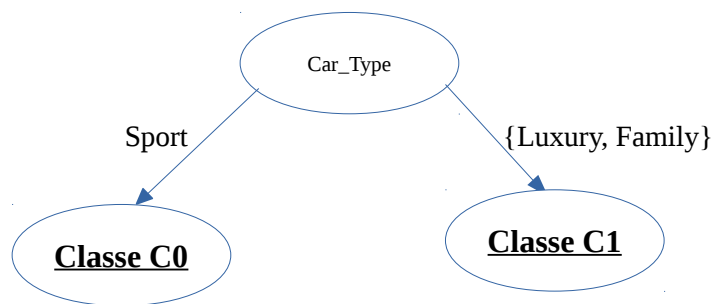 Car_Type
Sport
{Luxury, Family}
Classe C0
Classe C1